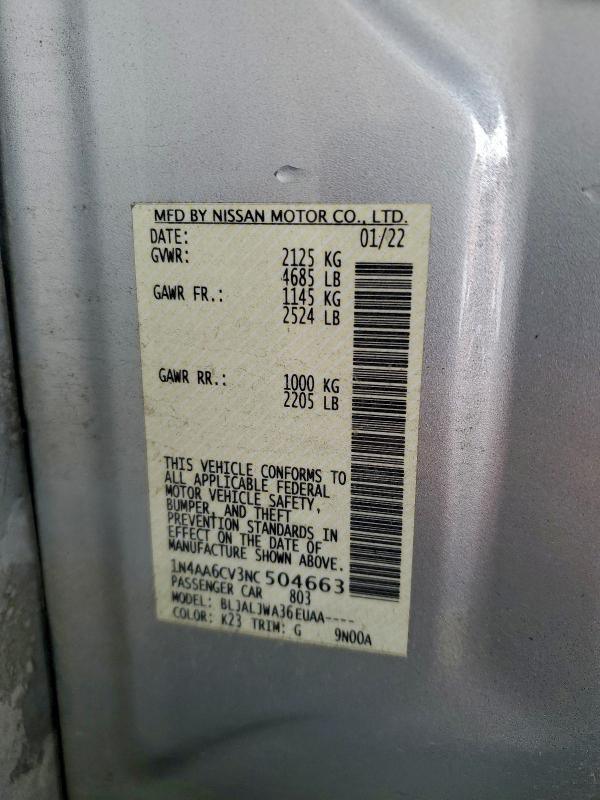 MFD BY NISSAN MOTOR CO., LTD.
DATE: 01/22
GVWR: 2125 KG
4685 LB
GAWR FR.: 1145 KG
2524 LB
GAWR RR.: 1000 KG
2205 LB
THIS VEHICLE CONFORMS TO
ALL APPLICABLE FEDERAL
MOTOR VEHICLE SAFETY,
BUMPER, AND THEFT
PREVENTION STANDARDS IN
EFFECT ON THE DATE OF
MANUFACTURE SHOWN ABOVE.
1N4AA6CV3NC504663
PASSENGER CAR 803
MODEL: BLJALJWA36EUAA----
COLOR: K23 TRIM: G 9N00A